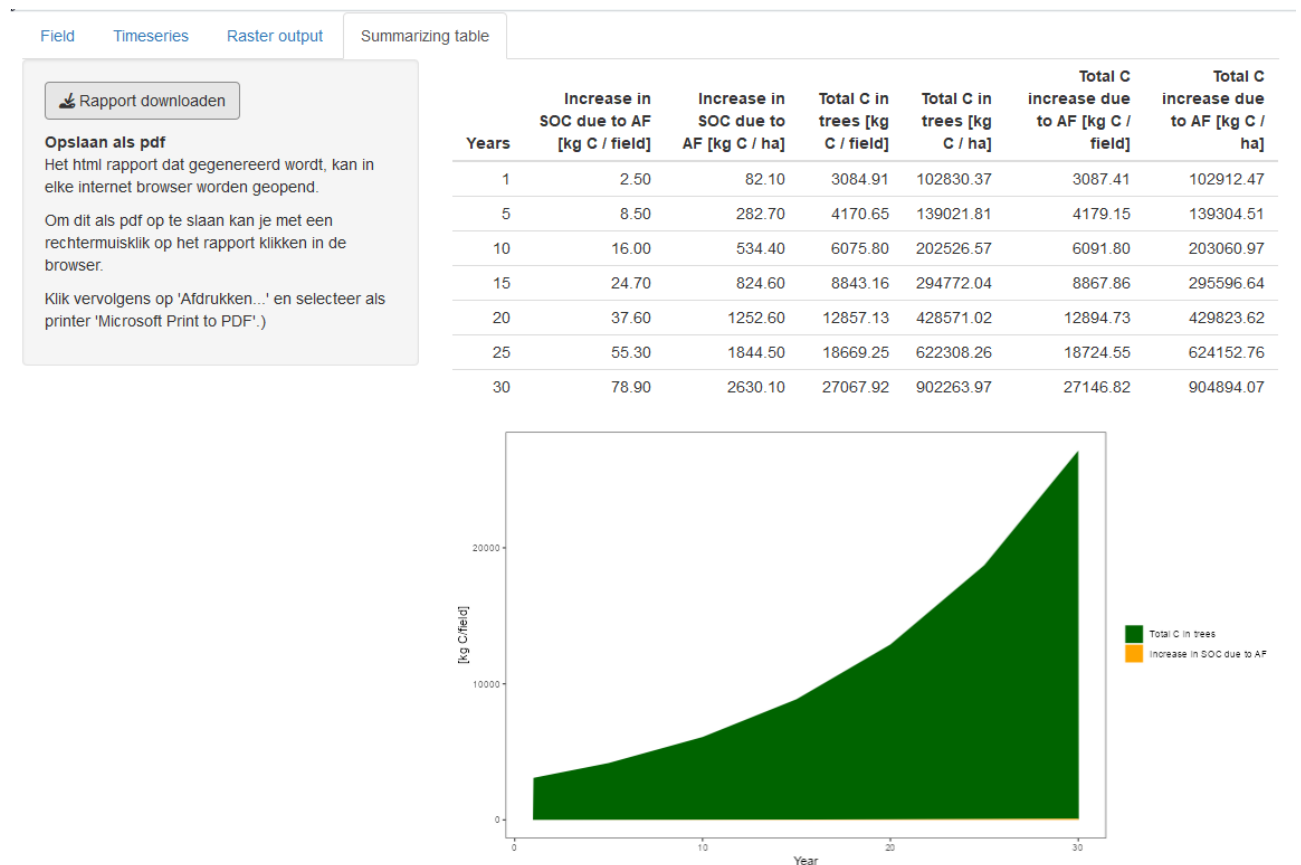 Field Timeseries Raster output Summarizing table
Rapport downloaden
Opslaan als pdf
Het html rapport dat gegenereerd wordt, kan in
elke internet browser worden geopend.
Om dit als pdf op te slaan kan je met een
rechtermuisklik op het rapport klikken in de
browser.
Klik vervolgens op 'Afdrukken...' en selecteer als
printer 'Microsoft Print to PDF'.)
Total C Total C
Increase in Increase in Total C in Total C in increase due increase due
SOC due to AF SOC due to trees [kg trees [kg to AF [kg C / to AF [kg C /
Years [kg C / field] AF [kg C / ha] C / field] C / ha] field] ha]
1 2.50 82.10 3084.91 102830.37 3087.41 102912.47
5 8.50 282.70 4170.65 139021.81 4179.15 139304.51
10 16.00 534.40 6075.80 202526.57 6091.80 203060.97
15 24.70 824.60 8843.16 294772.04 8867.86 295596.64
20 37.60 1252.60 12857.13 428571.02 12894.73 429823.62
25 55.30 1844.50 18669.25 622308.26 18724.55 624152.76
30 78.90 2630.10 27067.92 902263.97 27146.82 904894.07
20000
10000
0
[kg C/field]
0 10 20 30
Year
Total C in trees
Increase in SOC due to AF